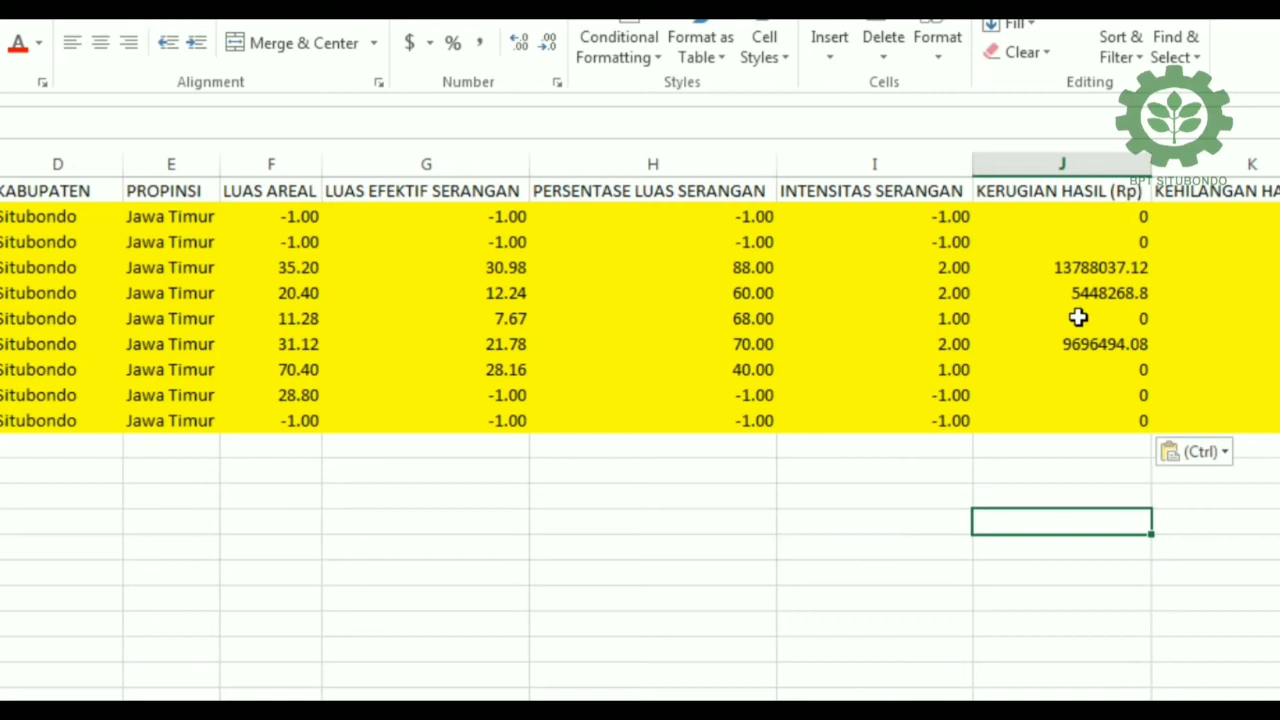 Fill
A Merge & Center $ % , Conditional Formatting Format as Table Cell Styles Insert Delete Format Clear Sort & Filter Find & Select
Alignment Number Styles Cells Editing
BPT SITUBONDO
D E F G H I J K
KABUPATEN PROPINSI LUAS AREAL LUAS EFEKTIF SERANGAN PERSENTASE LUAS SERANGAN INTENSITAS SERANGAN KERUGIAN HASIL (Rp)
Situbondo Jawa Timur -1.00 -1.00 -1.00 -1.00 0
Situbondo Jawa Timur -1.00 -1.00 -1.00 -1.00 0
Situbondo Jawa Timur 35.20 30.98 88.00 2.00 13788037.12
Situbondo Jawa Timur 20.40 12.24 60.00 2.00 5448268.8
Situbondo Jawa Timur 11.28 7.67 68.00 1.00 0
Situbondo Jawa Timur 31.12 21.78 70.00 2.00 9696494.08
Situbondo Jawa Timur 70.40 28.16 40.00 1.00 0
Situbondo Jawa Timur 28.80 -1.00 -1.00 -1.00 0
Situbondo Jawa Timur -1.00 -1.00 -1.00 -1.00 0
(Ctrl)